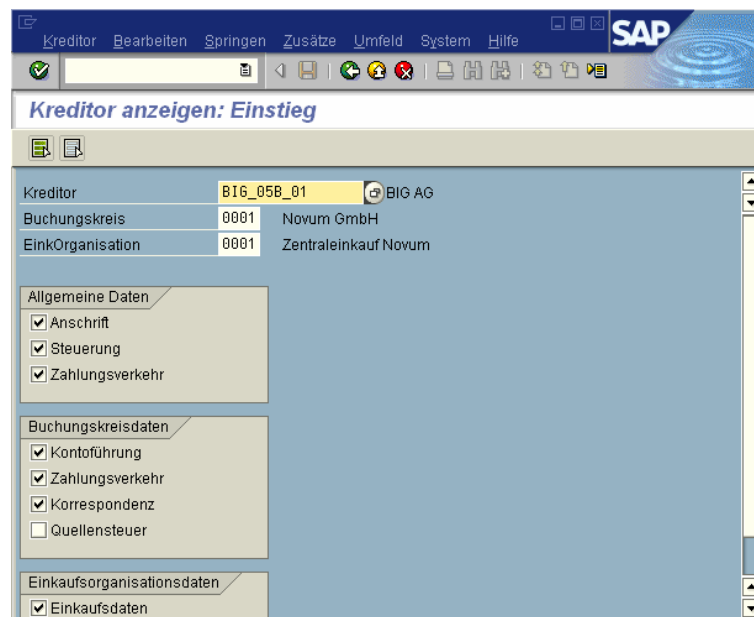 Kreditor Bearbeiten Springen Zusätze Umfeld System Hilfe
SAP
Kreditor anzeigen: Einstieg
Kreditor BIG_05B_01 BIG AG
Buchungskreis 0001 Novum GmbH
EinkOrganisation 0001 Zentraleinkauf Novum
Allgemeine Daten
Anschrift
Steuerung
Zahlungsverkehr
Buchungskreisdaten
Kontoführung
Zahlungsverkehr
Korrespondenz
Quellensteuer
Einkaufsorganisationsdaten
Einkaufsdaten